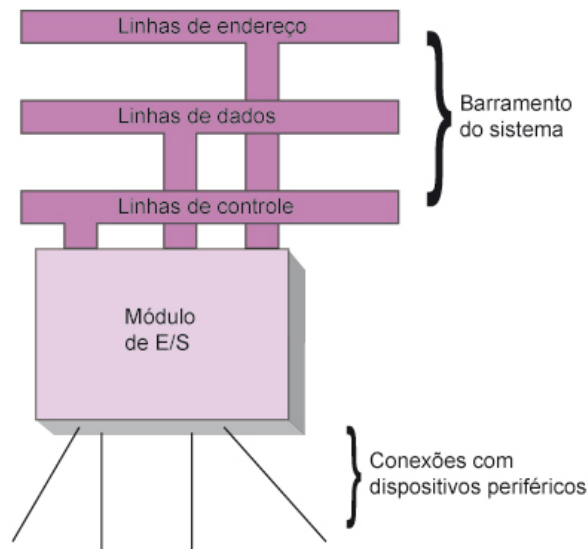 Linhas de endereço
Linhas de dados
Linhas de controle
Barramento
do sistema
Módulo
de E/S
Conexões com
dispositivos periféricos